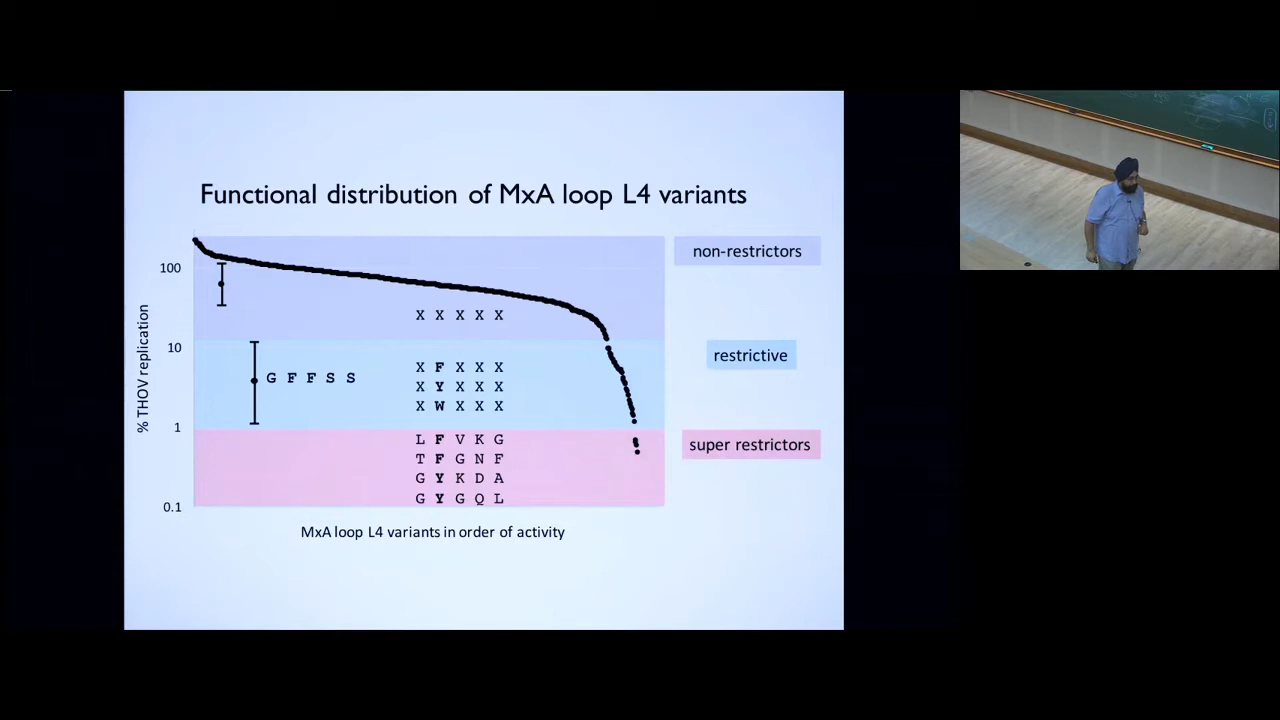 Functional distribution of MxA loop L4 variants
non-restrictors
100
X X X X X
% THOV replication
10
restrictive
X F X X X
G F F S S
X Y X X X
X W X X X
1
L F V K G
super restrictors
T F G N F
G Y K D A
G Y G Q L
0.1
MxA loop L4 variants in order of activity